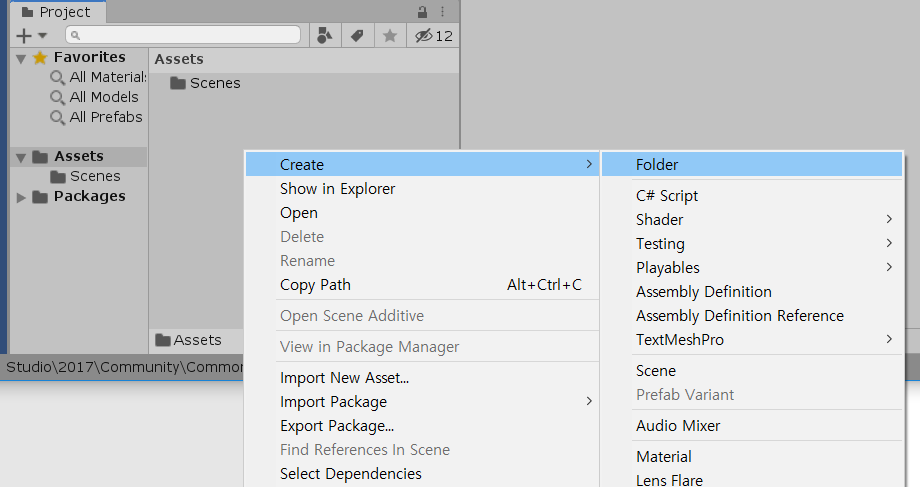 Project
12
Favorites
All Materials
All Models
All Prefabs
Assets
Scenes
Packages
Assets
Scenes
Assets
Studio\2017\Community\Common
Create
Show in Explorer
Open
Delete
Rename
Copy Path Alt+Ctrl+C
Open Scene Additive
View in Package Manager
Import New Asset...
Import Package
Export Package...
Find References In Scene
Select Dependencies
Folder
C# Script
Shader
Testing
Playables
Assembly Definition
Assembly Definition Reference
TextMeshPro
Scene
Prefab Variant
Audio Mixer
Material
Lens Flare